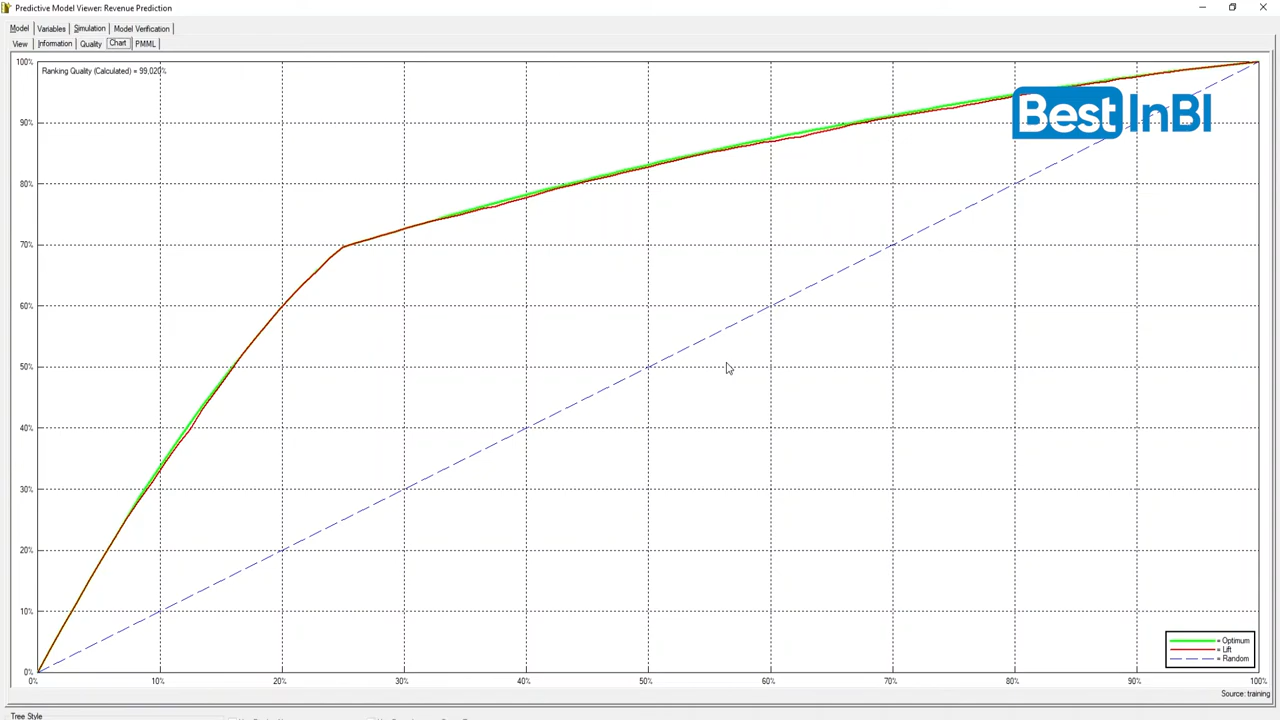 Predictive Model Viewer: Revenue Prediction
Model Variables Simulation Model Verification
View Information Quality Chart PMML
Ranking Quality (Calculated) = 99,020%
BestInBI
100%
90%
80%
70%
60%
50%
40%
30%
20%
10%
0%
0% 10% 20% 30% 40% 50% 60% 70% 80% 90% 100%
= Optimum
= Lift
= Random
Source: training
Tree Style